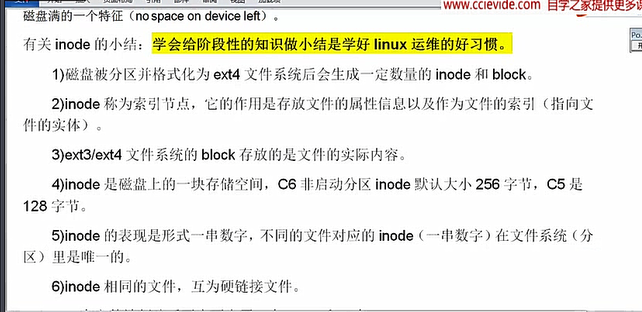 www.ccievide.com 自学之家提供更多课
磁盘满的一个特征（no space on device left）。
有关 inode 的小结：学会给阶段性的知识做小结是学好 linux 运维的好习惯。
1)磁盘被分区并格式化为 ext4 文件系统后会生成一定数量的 inode 和 block。
2)inode 称为索引节点，它的作用是存放文件的属性信息以及作为文件的索引（指向文
件的实体）。
3)ext3/ext4 文件系统的 block 存放的是文件的实际内容。
4)inode 是磁盘上的一块存储空间，C6 非启动分区 inode 默认大小 256 字节，C5 是
128 字节。
5)inode 的表现是形式一串数字，不同的文件对应的 inode（一串数字）在文件系统（分
区）里是唯一的。
6)inode 相同的文件，互为硬链接文件。